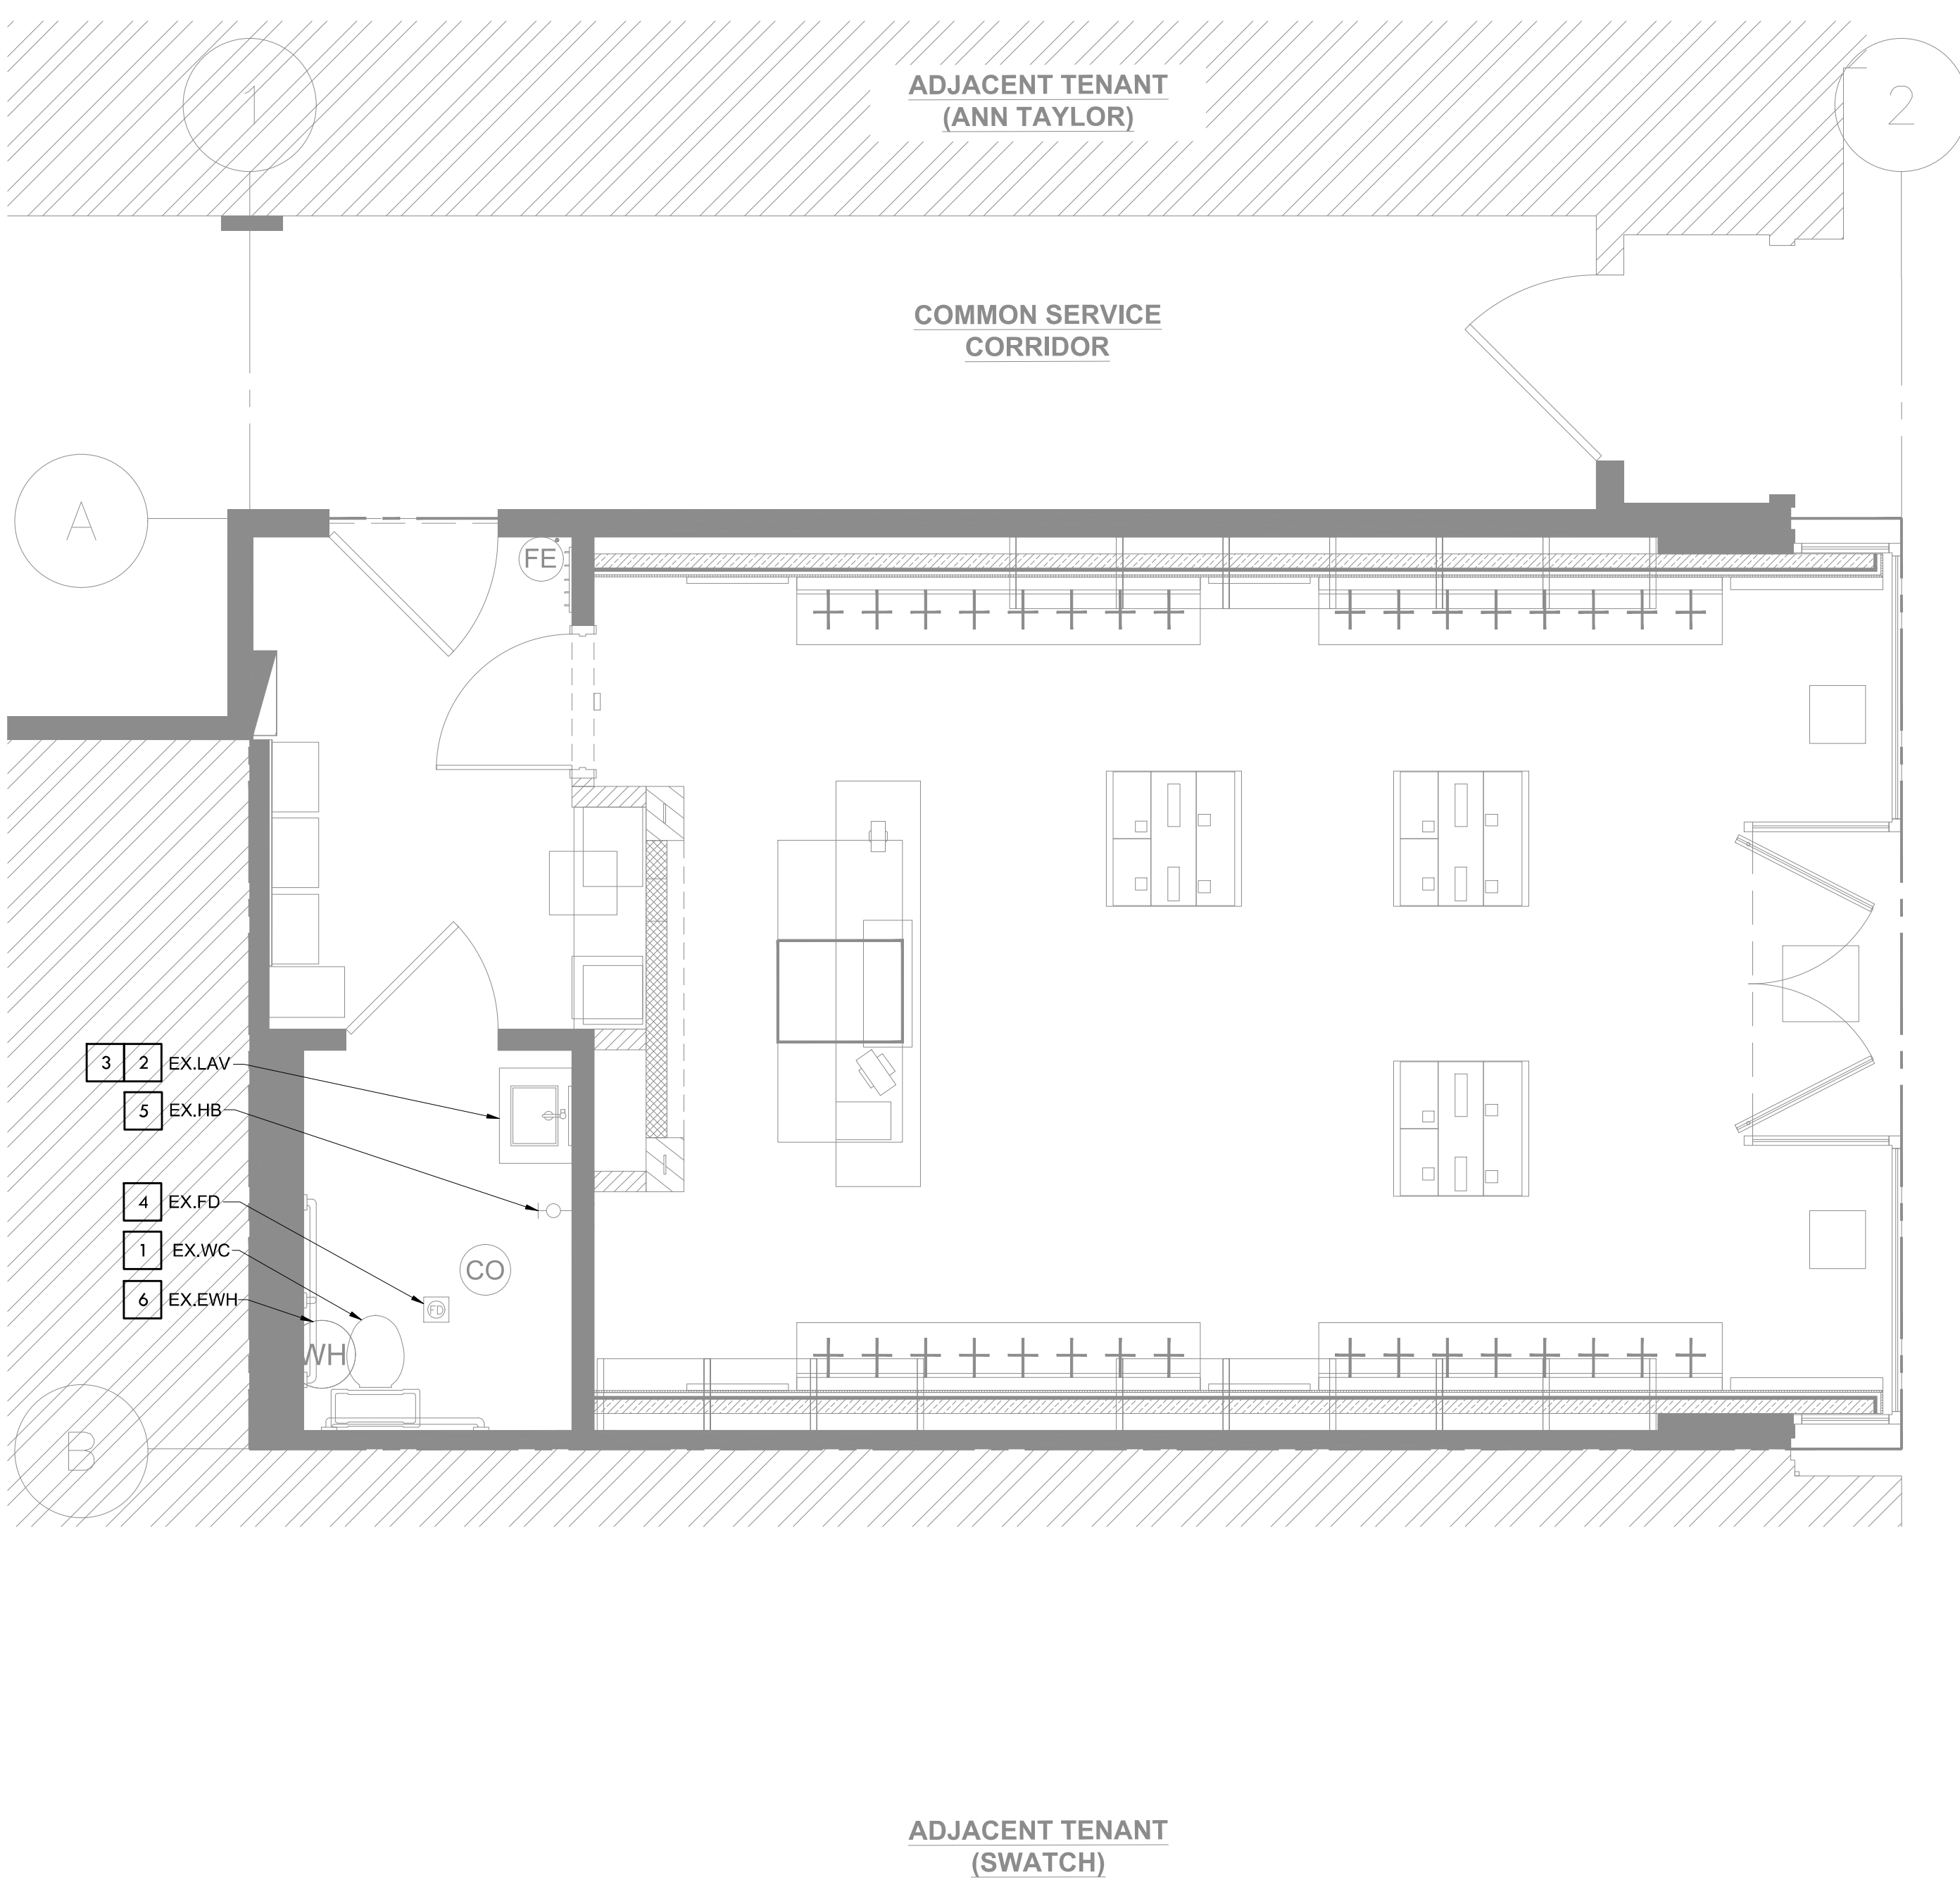 1
ADJACENT TENANT
(ANN TAYLOR)
2
COMMON SERVICE
CORRIDOR
A
FE
3 2 EX.LAV
5 EX.HB
4 EX.FD
1 EX.WC
CO
6 EX.EWH
FD
WH
B
ADJACENT TENANT
(SWATCH)